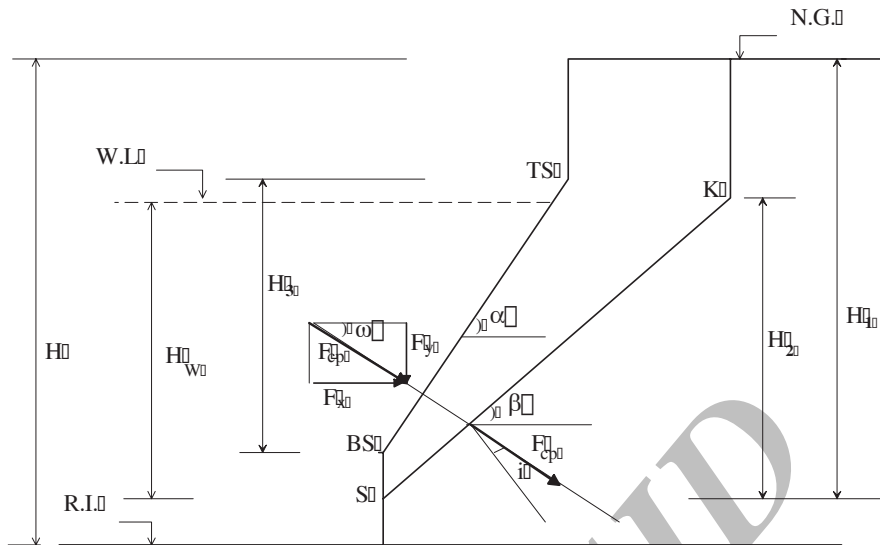 N.G.
W.L
TS
K
H3
α
ω
Fy
H1
H2
H
HW
Fcp
Fx
β
BS
Fcp
i
S
R.I.